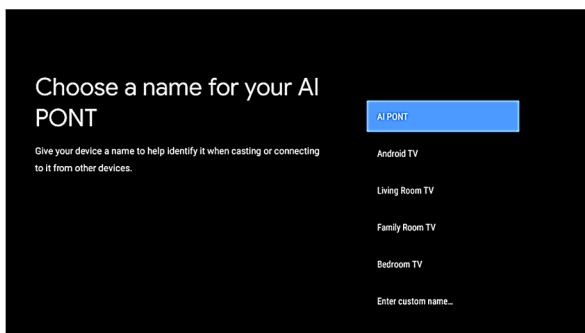 Choose a name for your AI
PONT
Give your device a name to help identify it when casting or connecting
to it from other devices.
AI PONT
Android TV
Living Room TV
Family Room TV
Bedroom TV
Enter custom name…